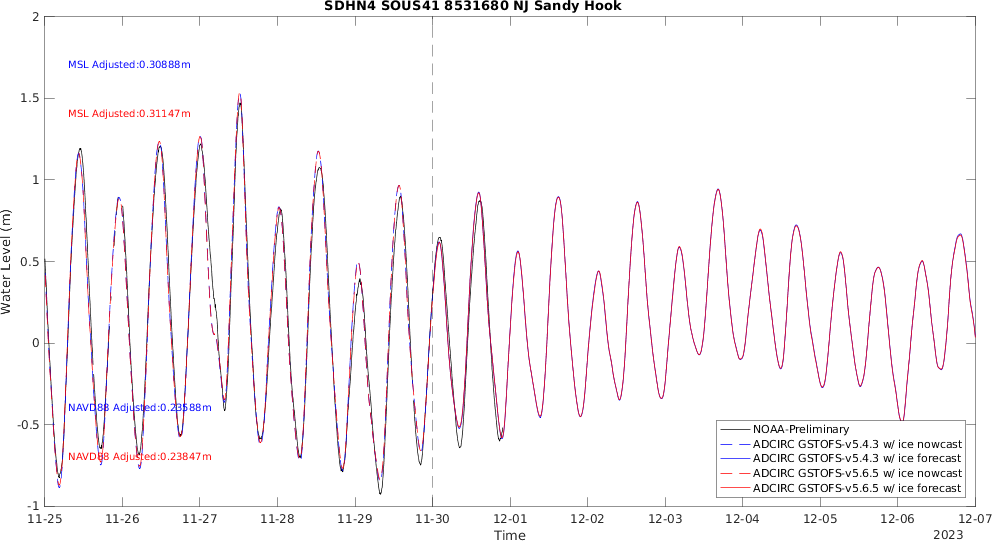 SDHN4 SOUS41 8531680 NJ Sandy Hook
2
1.5
1
0.5
0
-0.5
-1
Water Level (m)
MSL Adjusted:0.30888m
MSL Adjusted:0.31147m
NAVD88 Adjusted:0.23588m
NAVD88 Adjusted:0.23847m
NOAA-Preliminary
ADCIRC GSTOFS-v5.4.3 w/ ice nowcast
ADCIRC GSTOFS-v5.4.3 w/ ice forecast
ADCIRC GSTOFS-v5.6.5 w/ ice nowcast
ADCIRC GSTOFS-v5.6.5 w/ ice forecast
11-25 11-26 11-27 11-28 11-29 11-30 12-01 12-02 12-03 12-04 12-05 12-06 12-07
Time
2023